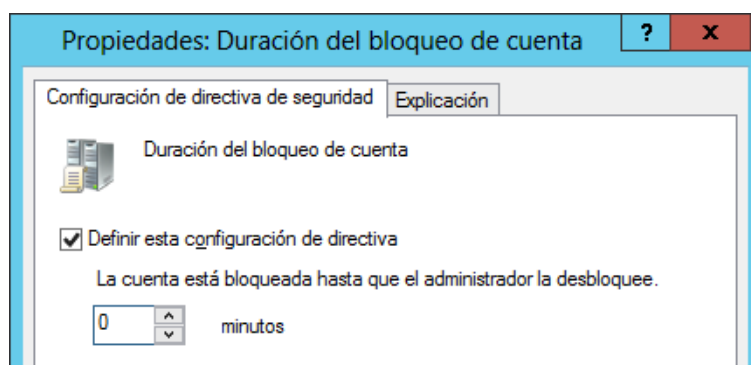 Propiedades: Duración del bloqueo de cuenta
?
x
Configuración de directiva de seguridad
Explicación
Duración del bloqueo de cuenta
Definir esta configuración de directiva
La cuenta está bloqueada hasta que el administrador la desbloquee.
0
minutos